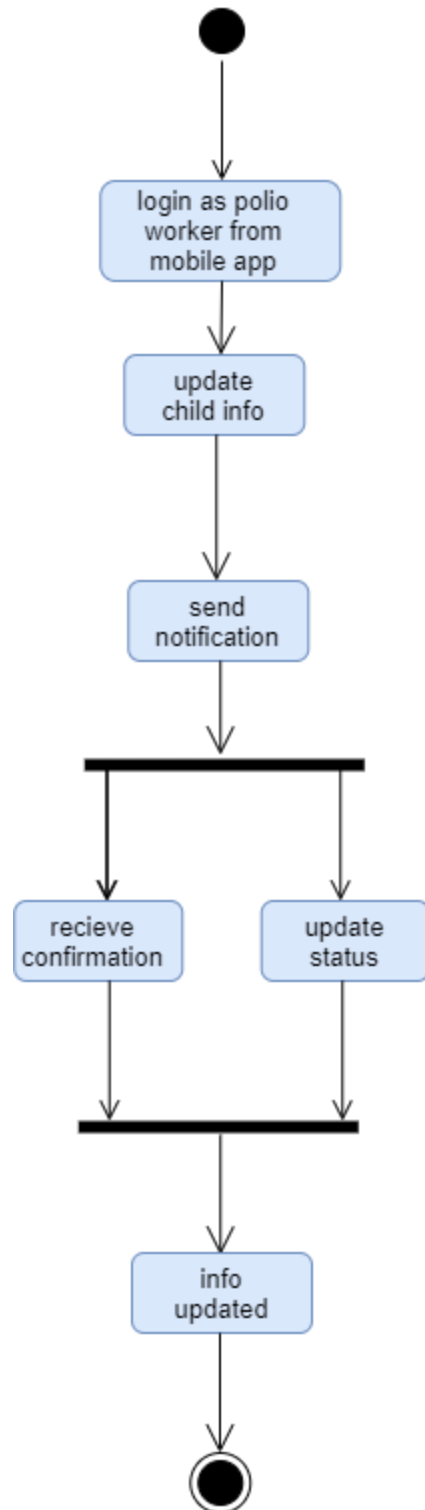 login as polio
worker from
mobile app
update
child info
send
notification
recieve
confirmation
update
status
info
updated